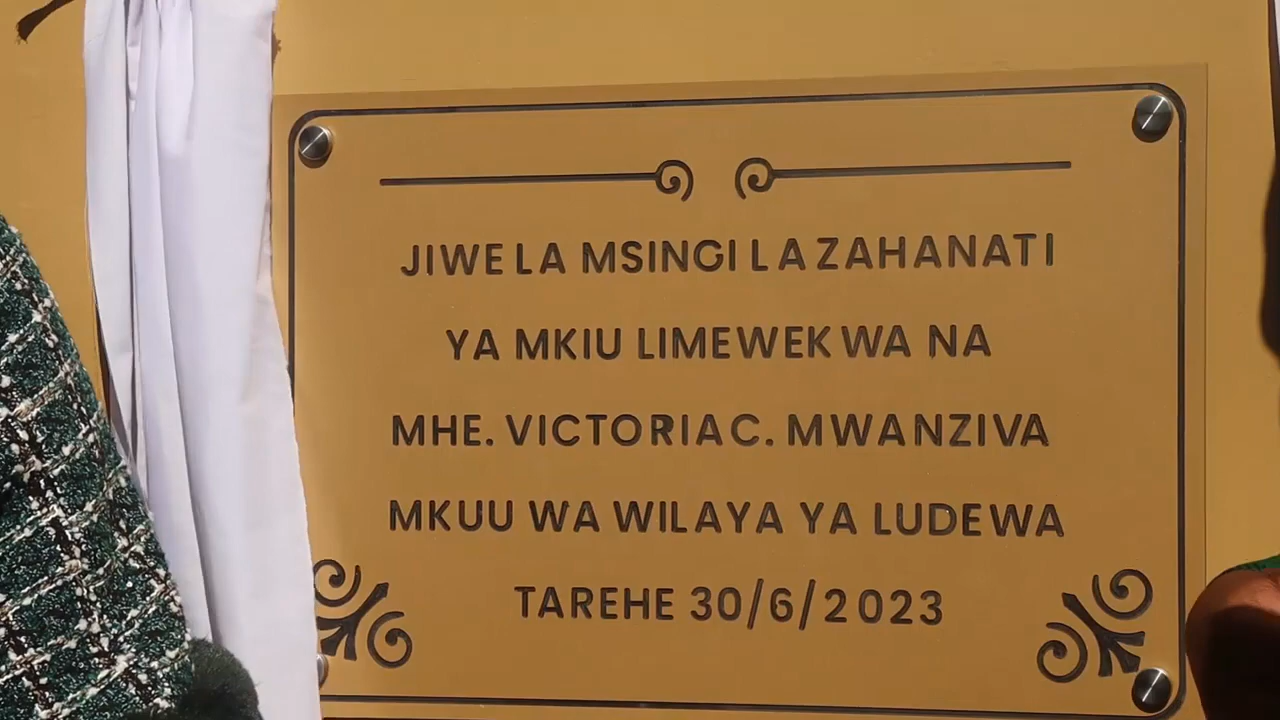 JIWE LA MSINGI LA ZAHANATI
YA MKIU LIMEWEKWA NA
MHE. VICTORIA C. MWANZIVA
MKUU WA WILAYA YA LUDEWA
TAREHE 30/6/2023